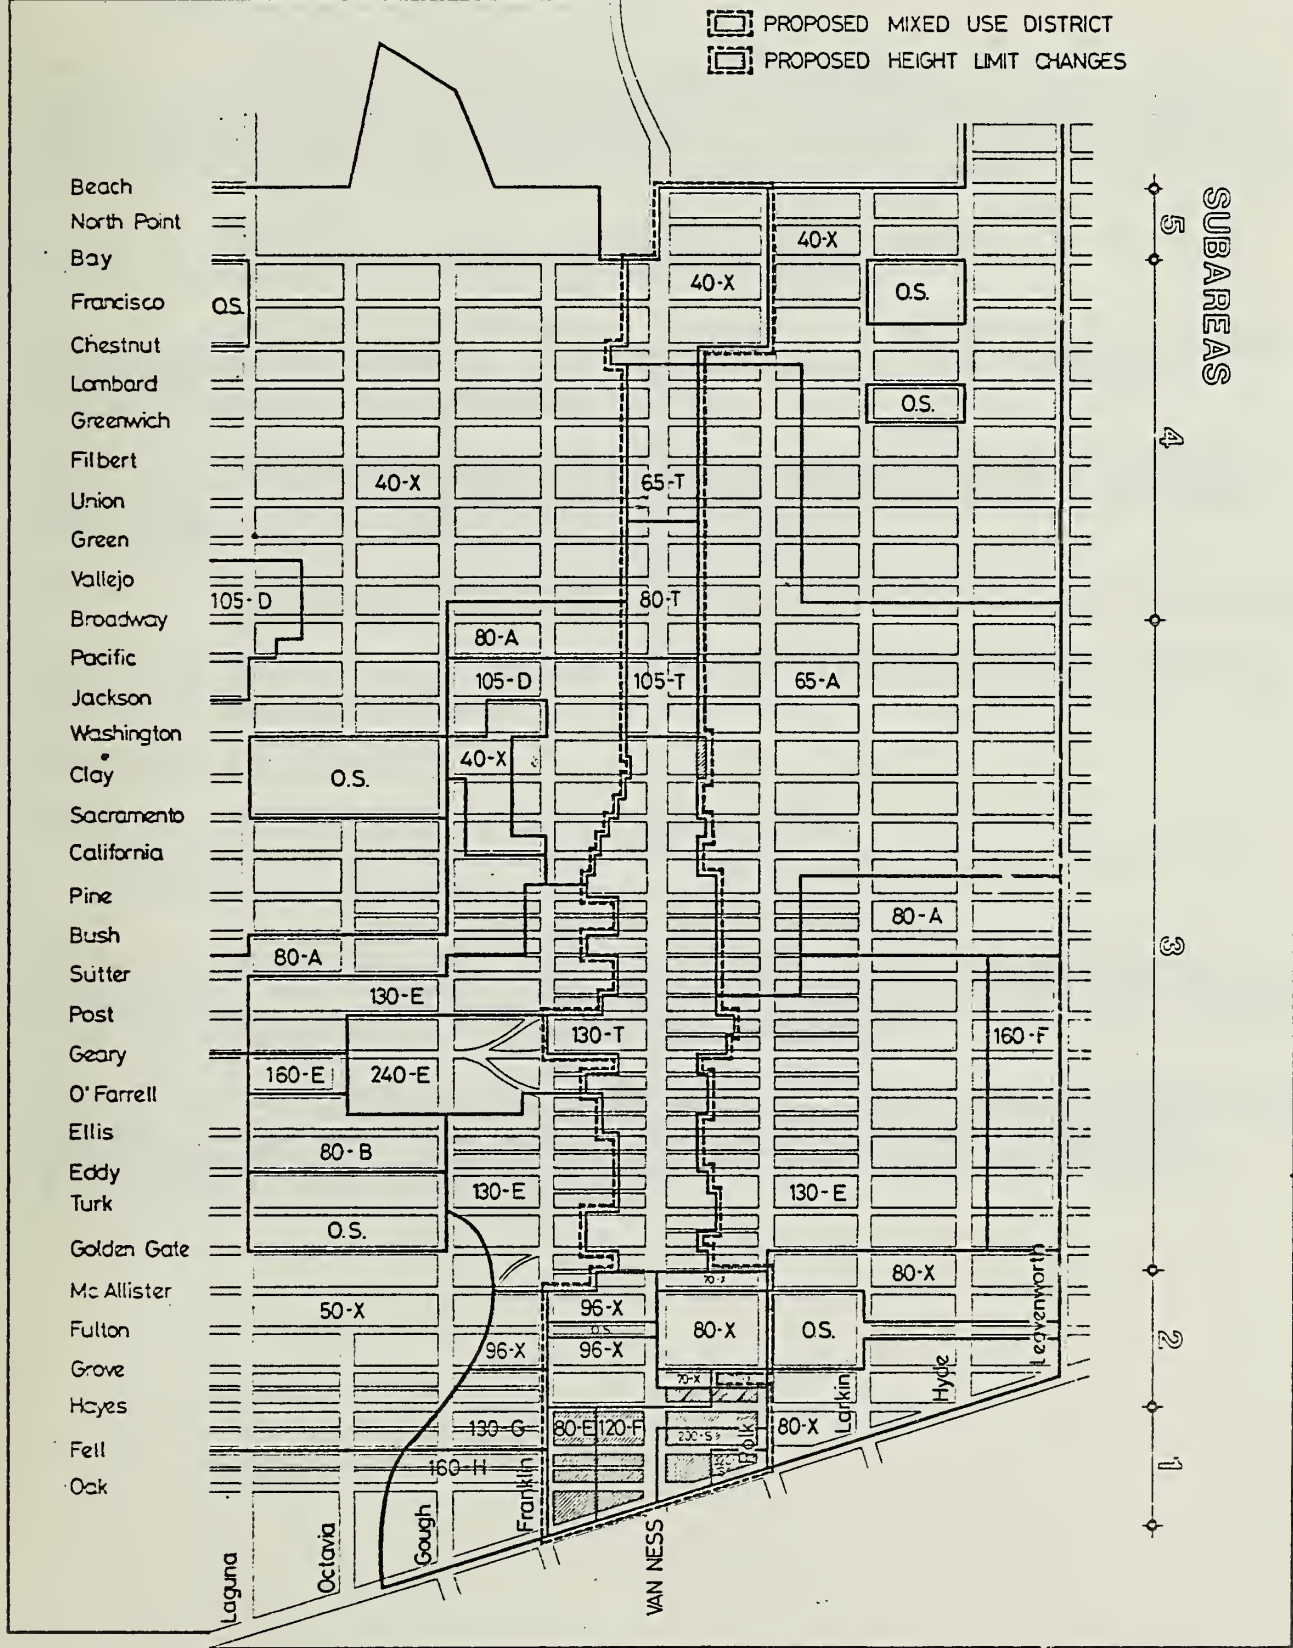 PROPOSED MIXED USE DISTRICT
PROPOSED HEIGHT LIMIT CHANGES
SUBAREAS
5
4
3
2
1
Beach
North Point
Bay
Francisco
Chestnut
Lombard
Greenwich
Filbert
Union
Green
Vallejo
Broadway
Pacific
Jackson
Washington
Clay
Sacramento
California
Pine
Bush
Sutter
Post
Geary
O'Farrell
Ellis
Eddy
Turk
Golden Gate
Mc Allister
Fulton
Grove
Hayes
Fell
Oak
40-X
40-X
O.S.
O.S.
O.S.
40-X
65-T
105-D
80-T
80-A
105-D
105-T
65-A
40-X
O.S.
80-A
80-A
130-E
130-T
160-F
160-E
240-E
80-B
130-E
130-E
O.S.
80-X
70-X
50-X
96-X
O.S.
80-X
O.S.
96-X
96-X
70-X
130-G
80-E
120-F
200-S
80-X
160-H
Laguna
Octavia
Gough
Franklin
VAN NESS
Polk
Larkin
Hyde
Leavenworth